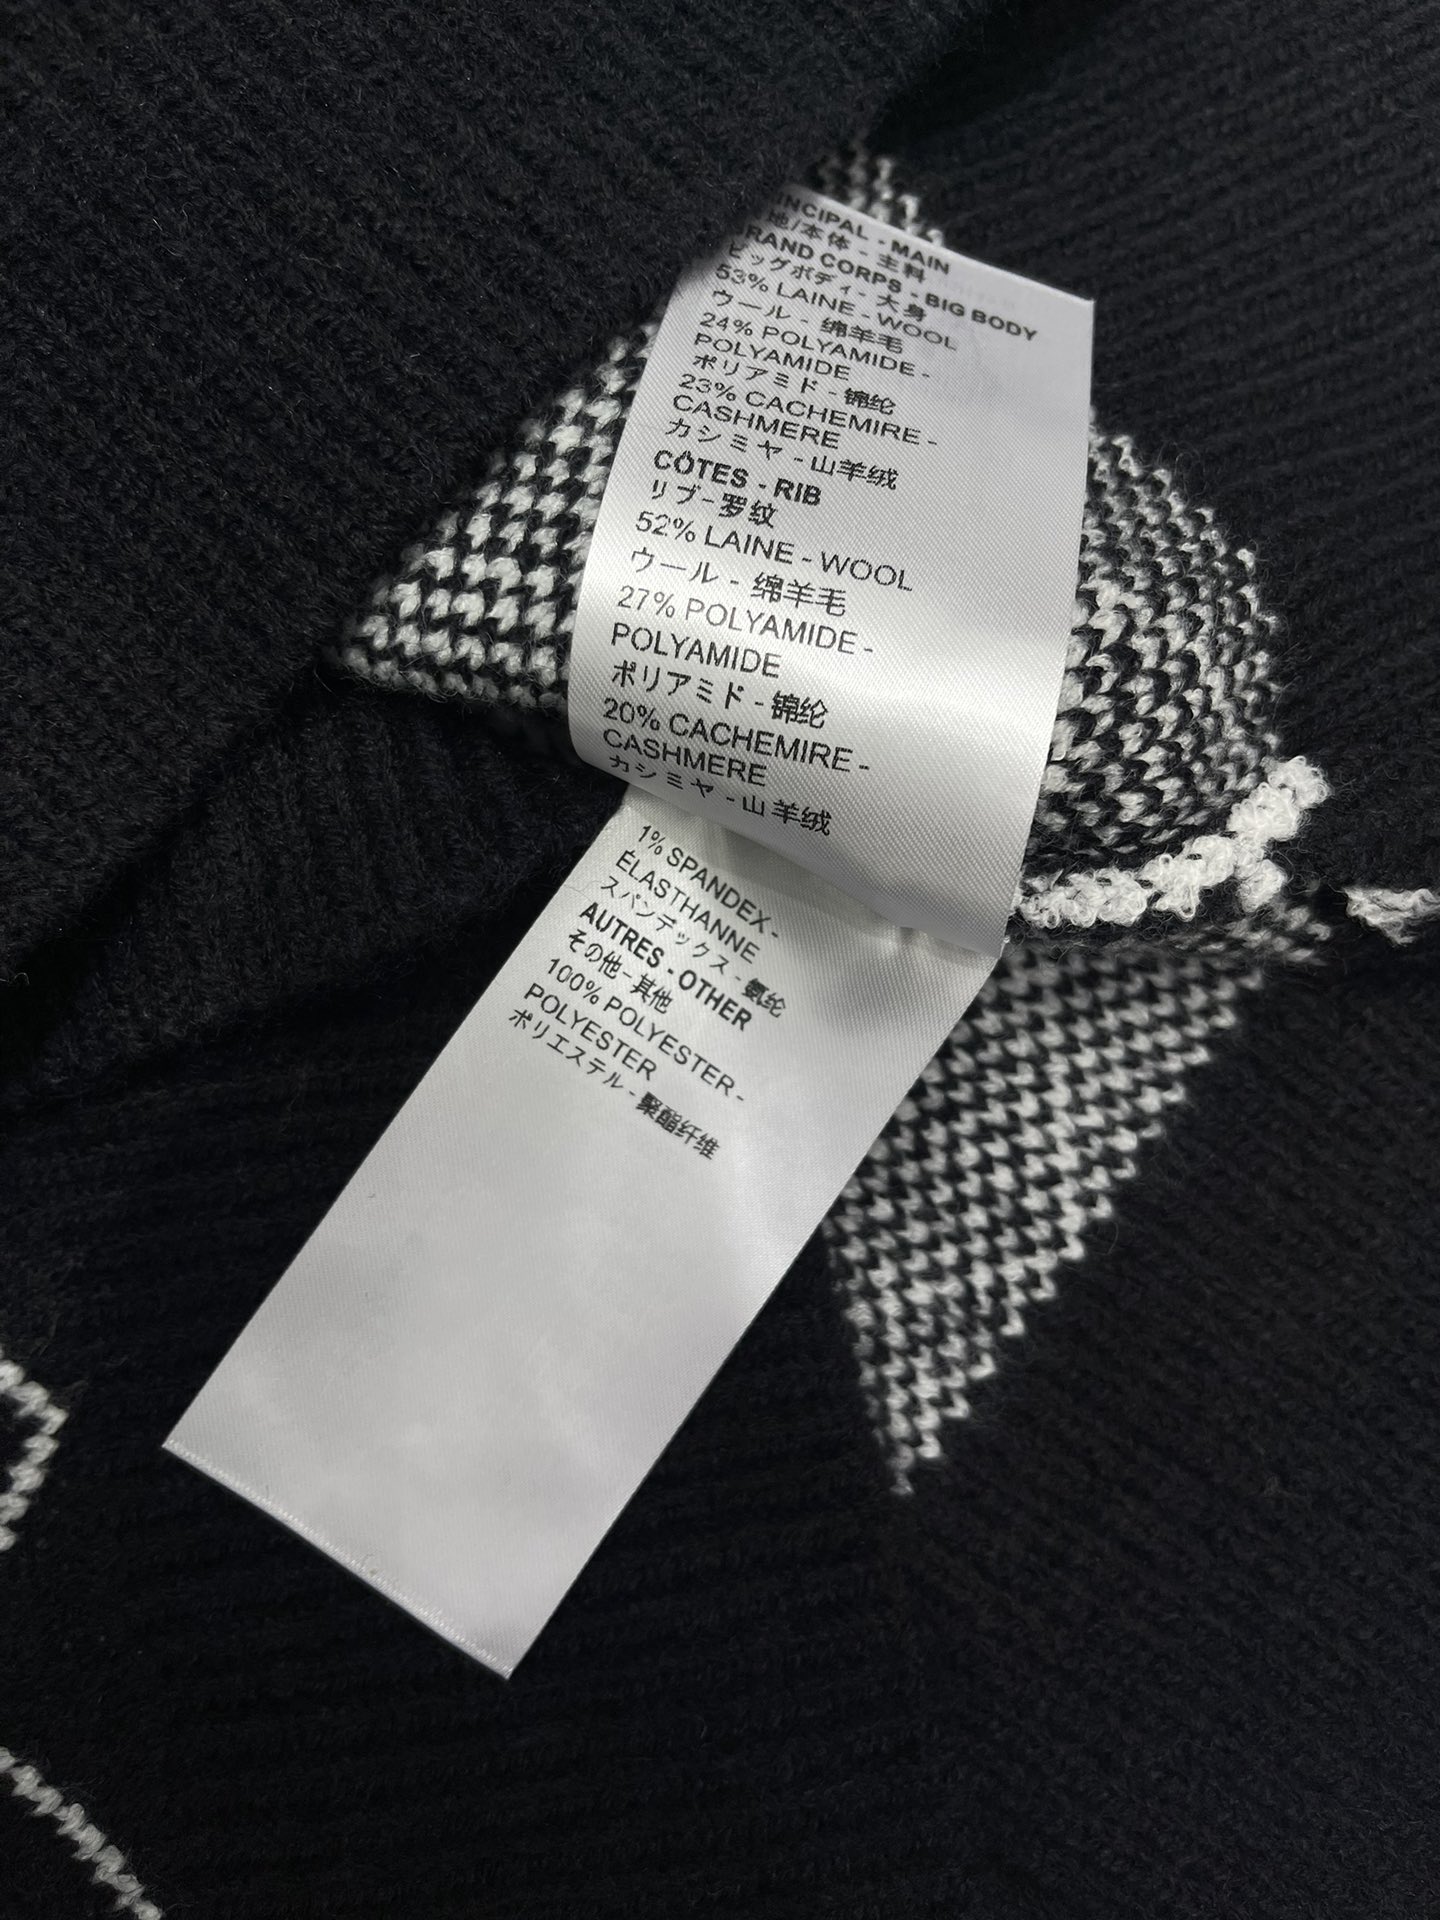 PRINCIPAL - MAIN
地/本体 - 主料
GRAND CORPS - BIG BODY
ビッグボディ - 大身
53% LAINE - WOOL
ウール - 绵羊毛
24% POLYAMIDE -
POLYAMIDE
ポリアミド - 锦纶
23% CACHEMIRE -
CASHMERE
カシミヤ - 山羊绒
CÔTES - RIB
リブ - 罗纹
52% LAINE - WOOL
ウール - 绵羊毛
27% POLYAMIDE -
POLYAMIDE
ポリアミド - 锦纶
20% CACHEMIRE -
CASHMERE
カシミヤ - 山羊绒
1% SPANDEX -
ÉLASTHANNE
スパンデックス - 氨纶
AUTRES - OTHER
その他 - 其他
100% POLYESTER -
POLYESTER
ポリエステル - 聚酯纤维